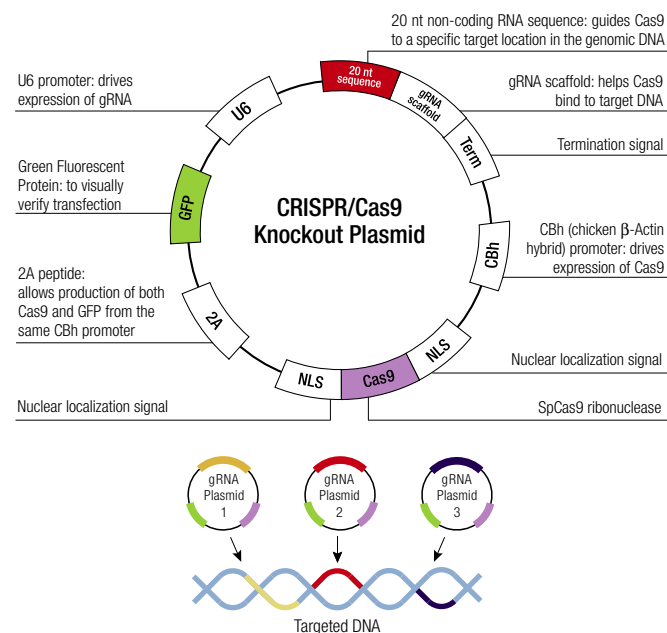 20 nt non-coding RNA sequence: guides Cas9
to a specific target location in the genomic DNA
U6 promoter: drives
expression of gRNA
gRNA scaffold: helps Cas9
bind to target DNA
Termination signal
Green Fluorescent
Protein: to visually
verify transfection
CBh (chicken β-Actin
hybrid) promoter: drives
expression of Cas9
2A peptide:
allows production of both
Cas9 and GFP from the
same CBh promoter
Nuclear localization signal
Nuclear localization signal
SpCas9 ribonuclease
CRISPR/Cas9
Knockout Plasmid
20 nt
sequence
gRNA
scaffold
Term
CBh
NLS
Cas9
NLS
2A
GFP
U6
gRNA
Plasmid
1
gRNA
Plasmid
2
gRNA
Plasmid
3
Targeted DNA